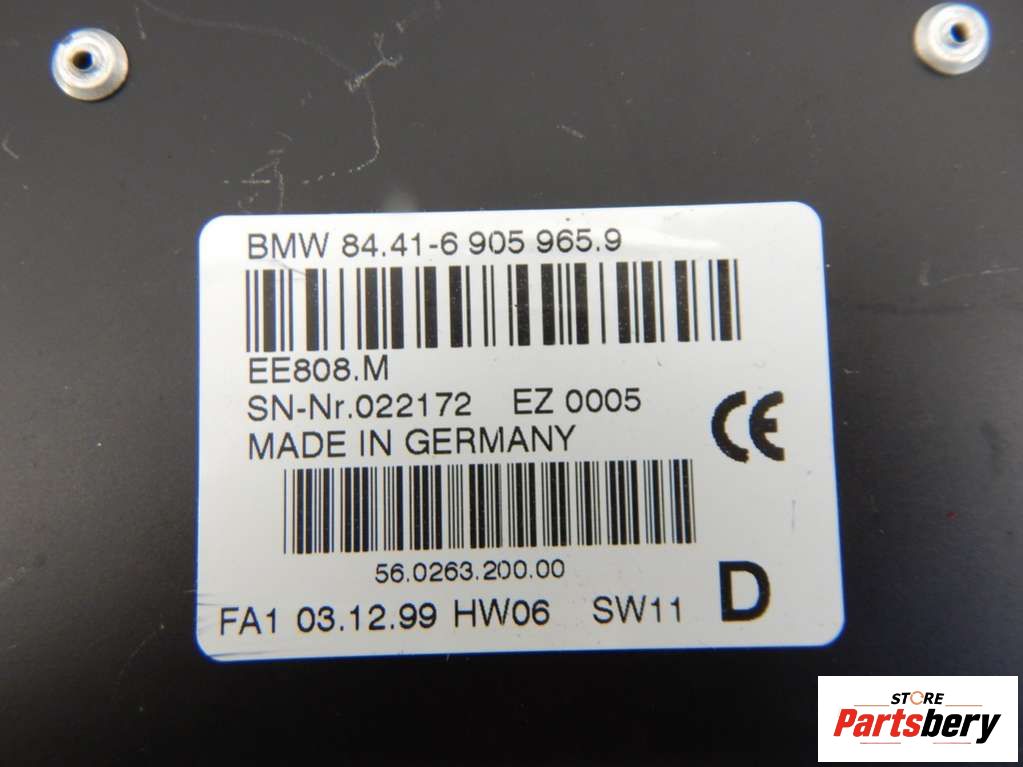 BMW 84.41-6 905 965.9
EE808.M
SN-Nr.022172 EZ 0005
MADE IN GERMANY
CE
56.0263.200.00
FA1 03.12.99 HW06 SW11 D
STORE
Partsbery